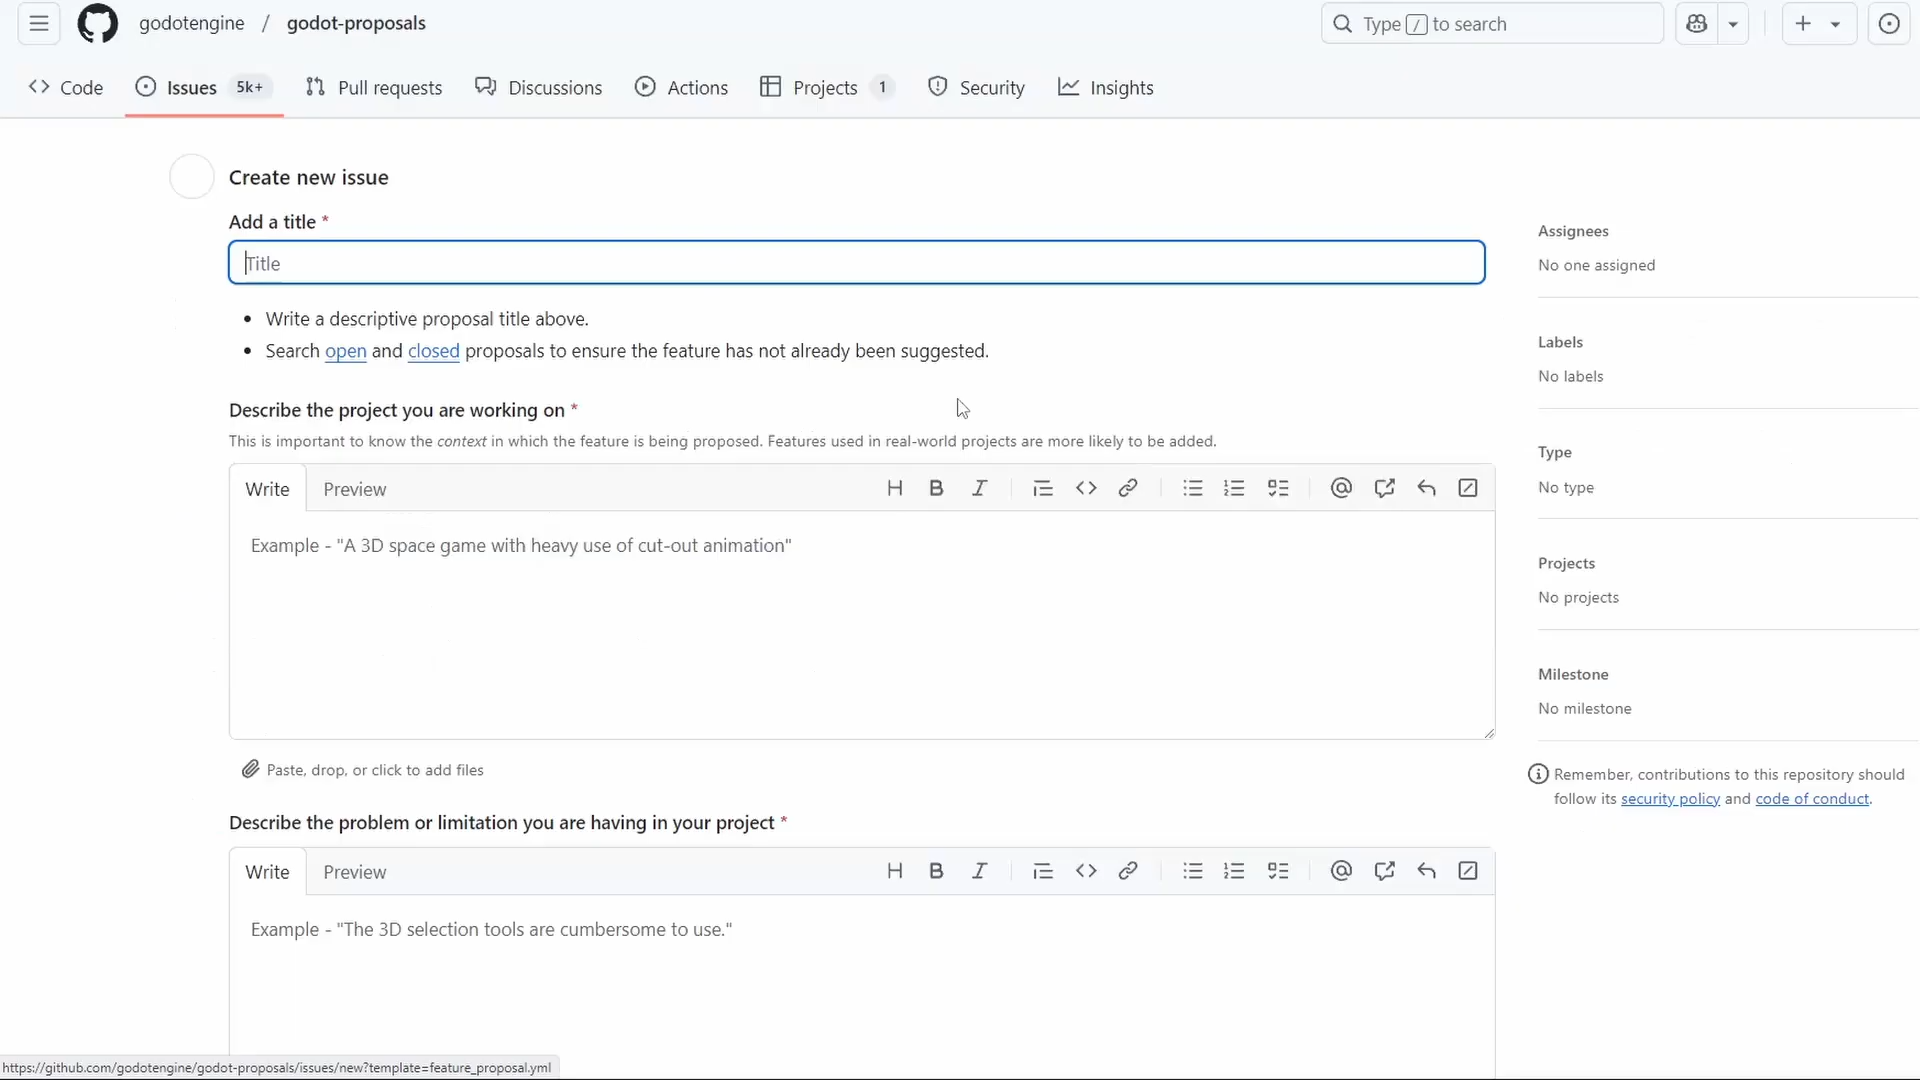 godotengine / godot-proposals
Type / to search
Code
Issues 5k+
Pull requests
Discussions
Actions
Projects 1
Security
Insights
Create new issue
Add a title *
Title
• Write a descriptive proposal title above.
• Search open and closed proposals to ensure the feature has not already been suggested.
Describe the project you are working on *
This is important to know the context in which the feature is being proposed. Features used in real-world projects are more likely to be added.
Write
Preview
Example - "A 3D space game with heavy use of cut-out animation"
Paste, drop, or click to add files
Describe the problem or limitation you are having in your project *
Write
Preview
Example - "The 3D selection tools are cumbersome to use."
Assignees
No one assigned
Labels
No labels
Type
No type
Projects
No projects
Milestone
No milestone
Remember, contributions to this repository should
follow its security policy and code of conduct.
https://github.com/godotengine/godot-proposals/issues/new?template=feature_proposal.yml